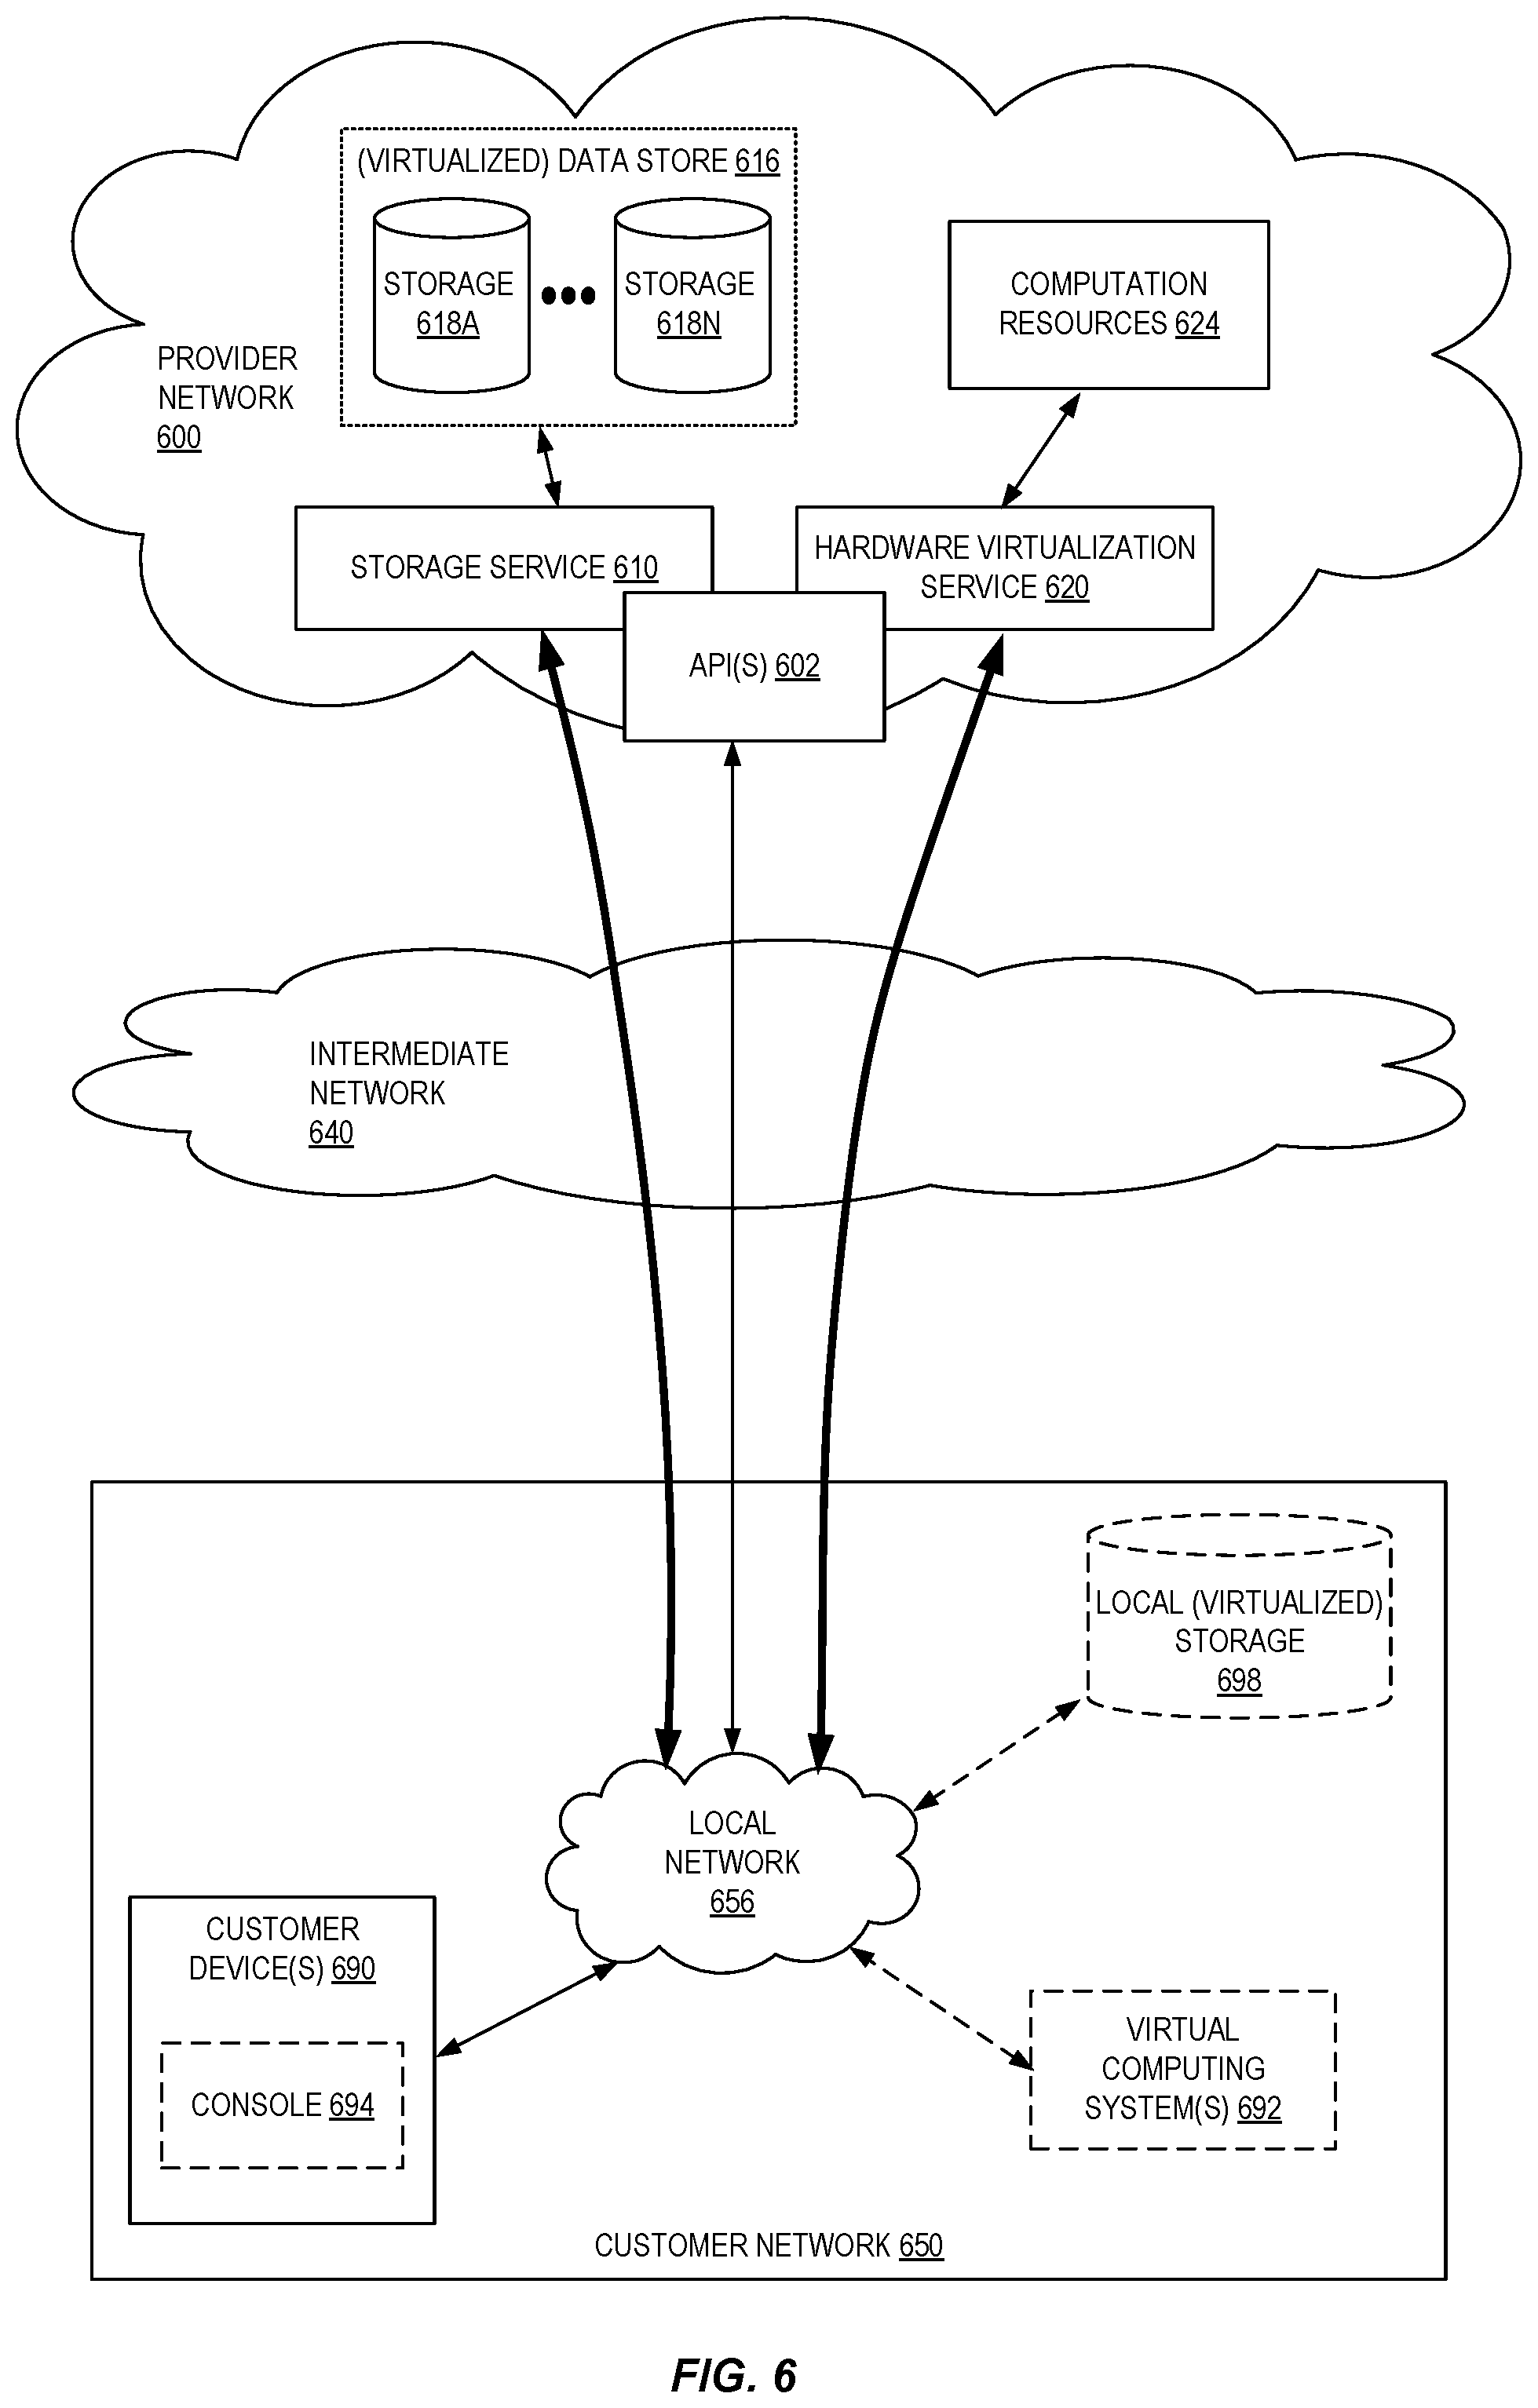 (VIRTUALIZED) DATA STORE 616
STORAGE
618A
STORAGE
618N
COMPUTATION
RESOURCES 624
PROVIDER
NETWORK
600
STORAGE SERVICE 610
HARDWARE VIRTUALIZATION
SERVICE 620
API(S) 602
INTERMEDIATE
NETWORK
640
LOCAL (VIRTUALIZED)
STORAGE
698
LOCAL
NETWORK
656
CUSTOMER
DEVICE(S) 690
CONSOLE 694
VIRTUAL
COMPUTING
SYSTEM(S) 692
CUSTOMER NETWORK 650
FIG. 6